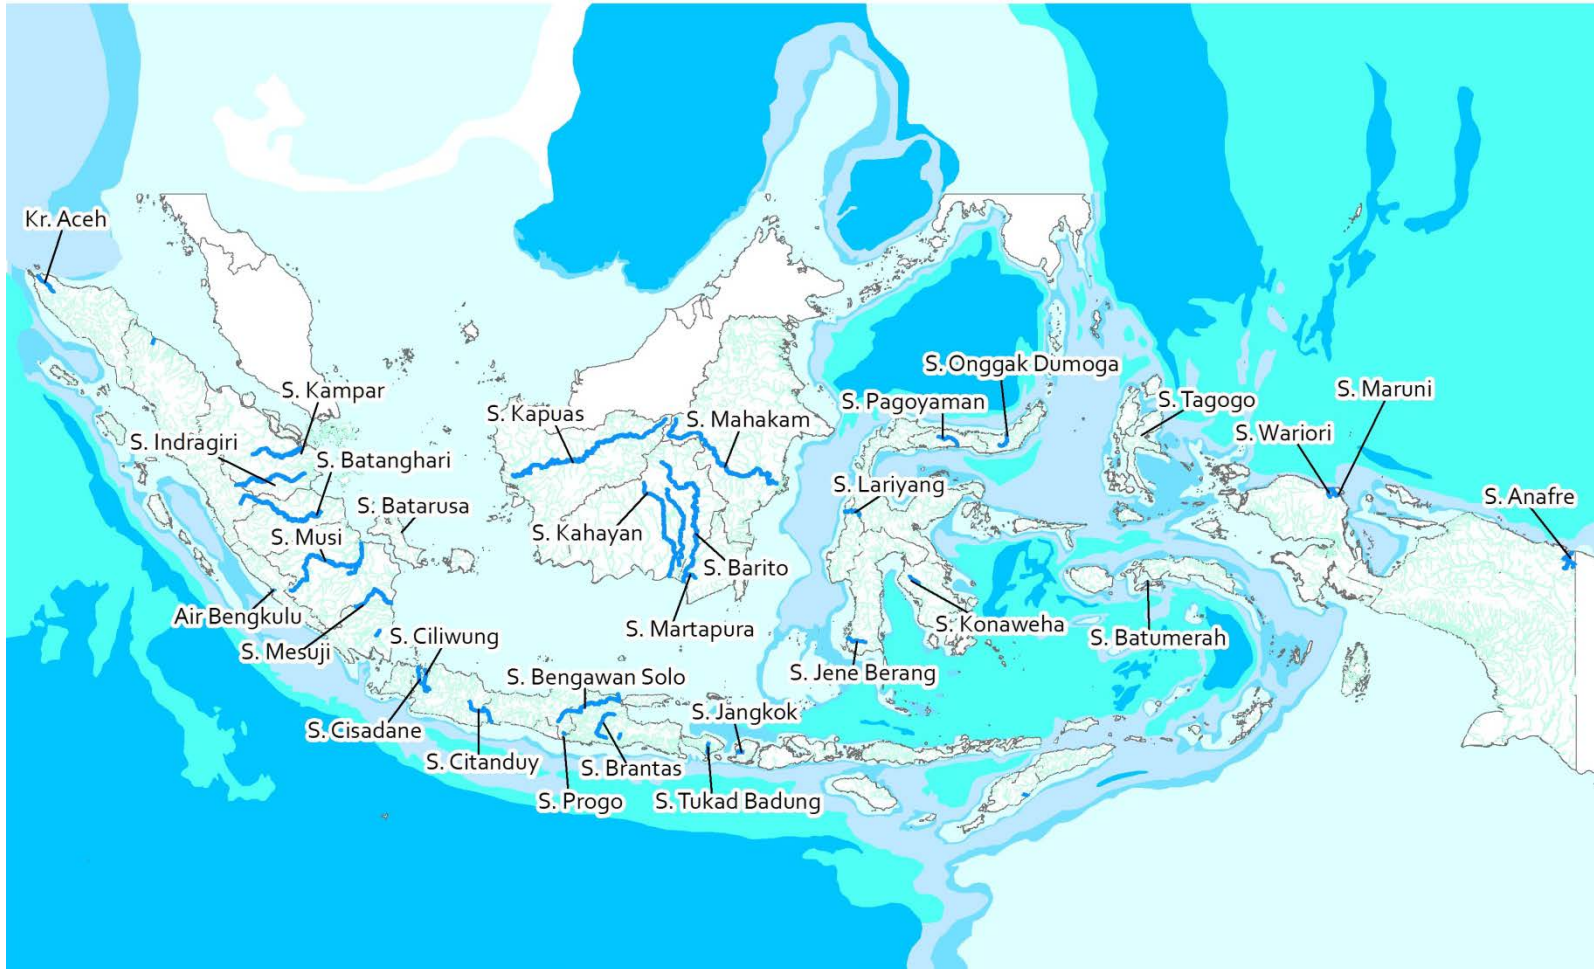 Kr. Aceh
S. Onggak Dumoga
S. Kampar
S. Maruni
S. Pagoyaman
S. Tagogo
S. Kapuas
S. Mahakam
S. Wariori
S. Indragiri
S. Batanghari
S. Lariyang
S. Anafre
S. Batarusa
S. Musi
S. Kahayan
S. Barito
Air Bengkulu
S. Martapura
S. Konaweha
S. Batumerah
S. Ciliwung
S. Mesuji
S. Jene Berang
S. Bengawan Solo
S. Jangkok
S. Cisadane
S. Citanduy
S. Brantas
S. Progo
S. Tukad Badung